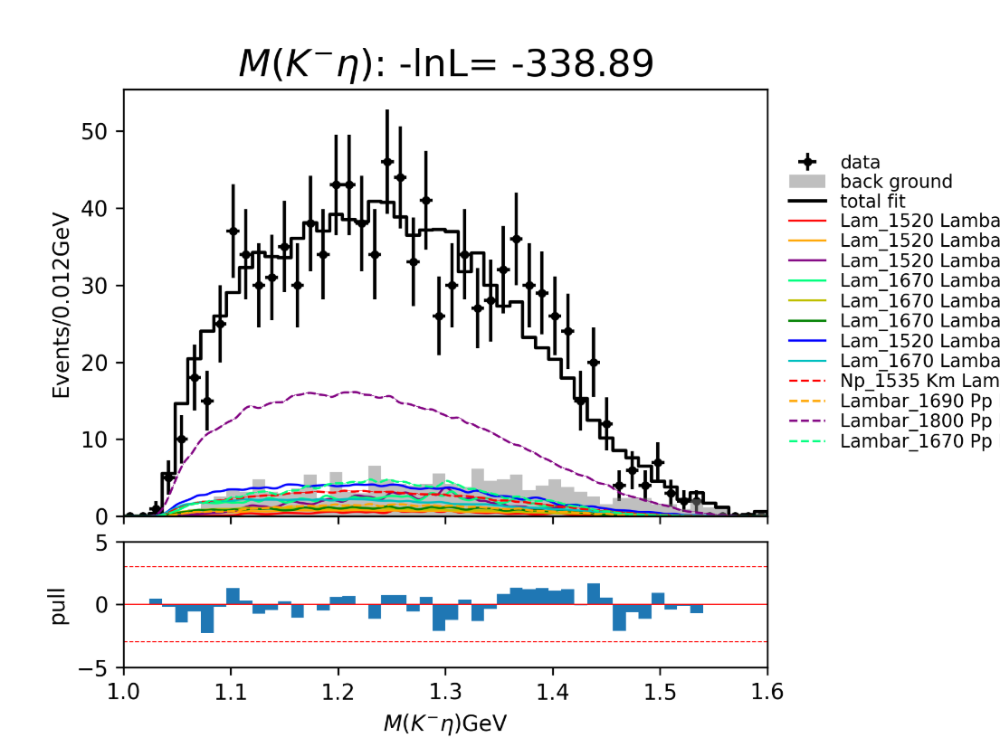 M(K⁻η): -lnL= -338.89
50
40
30
20
10
0
Events/0.012GeV
data
back ground
total fit
Lam_1520 Lamba
Lam_1520 Lamba
Lam_1520 Lamba
Lam_1670 Lamba
Lam_1670 Lamba
Lam_1670 Lamba
Lam_1520 Lamba
Lam_1670 Lamba
Np_1535 Km Lam
Lambar_1690 Pp
Lambar_1800 Pp
Lambar_1670 Pp
5
0
−5
pull
1.0 1.1 1.2 1.3 1.4 1.5 1.6
M(K⁻η)GeV